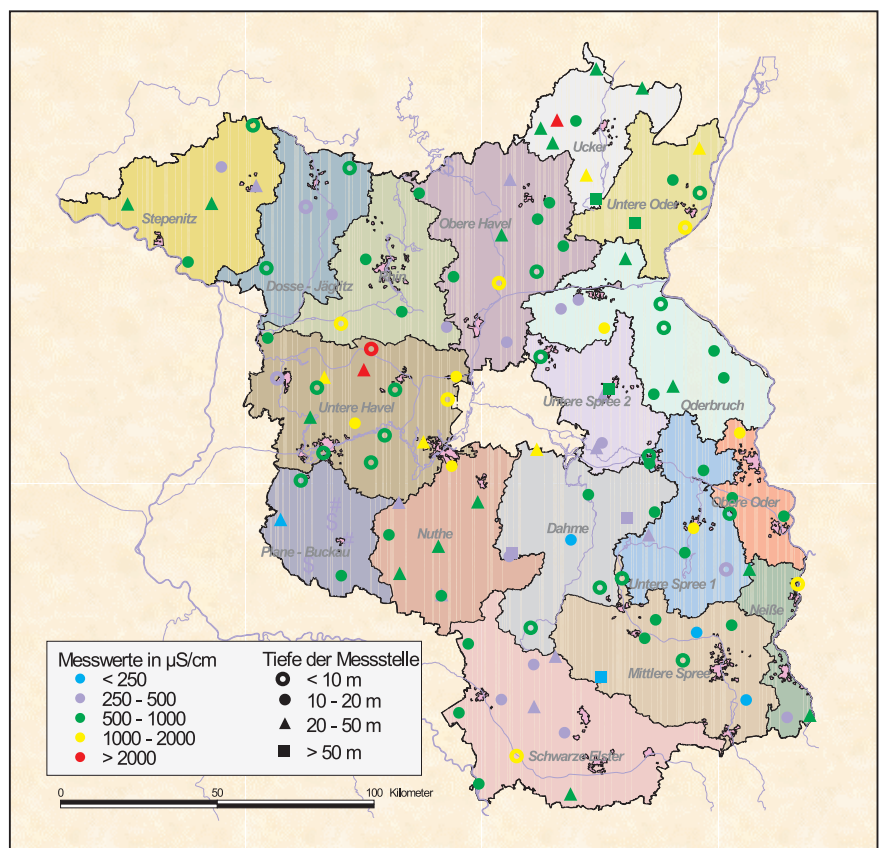 Ucker
Stepenitz
Untere Oder
Obere Havel
Dosse - Jäglitz
Rhin
Untere Havel
Untere Spree 2
Oderbruch
Plane - Buckau
Nuthe
Dahme
Obere Oder
Untere Spree 1
Neiße
Mittlere Spree
Schwarze Elster
Messwerte in µS/cm
< 250
250 - 500
500 - 1000
1000 - 2000
> 2000
Tiefe der Messstelle
< 10 m
10 - 20 m
20 - 50 m
> 50 m
0 50 100 Kilometer